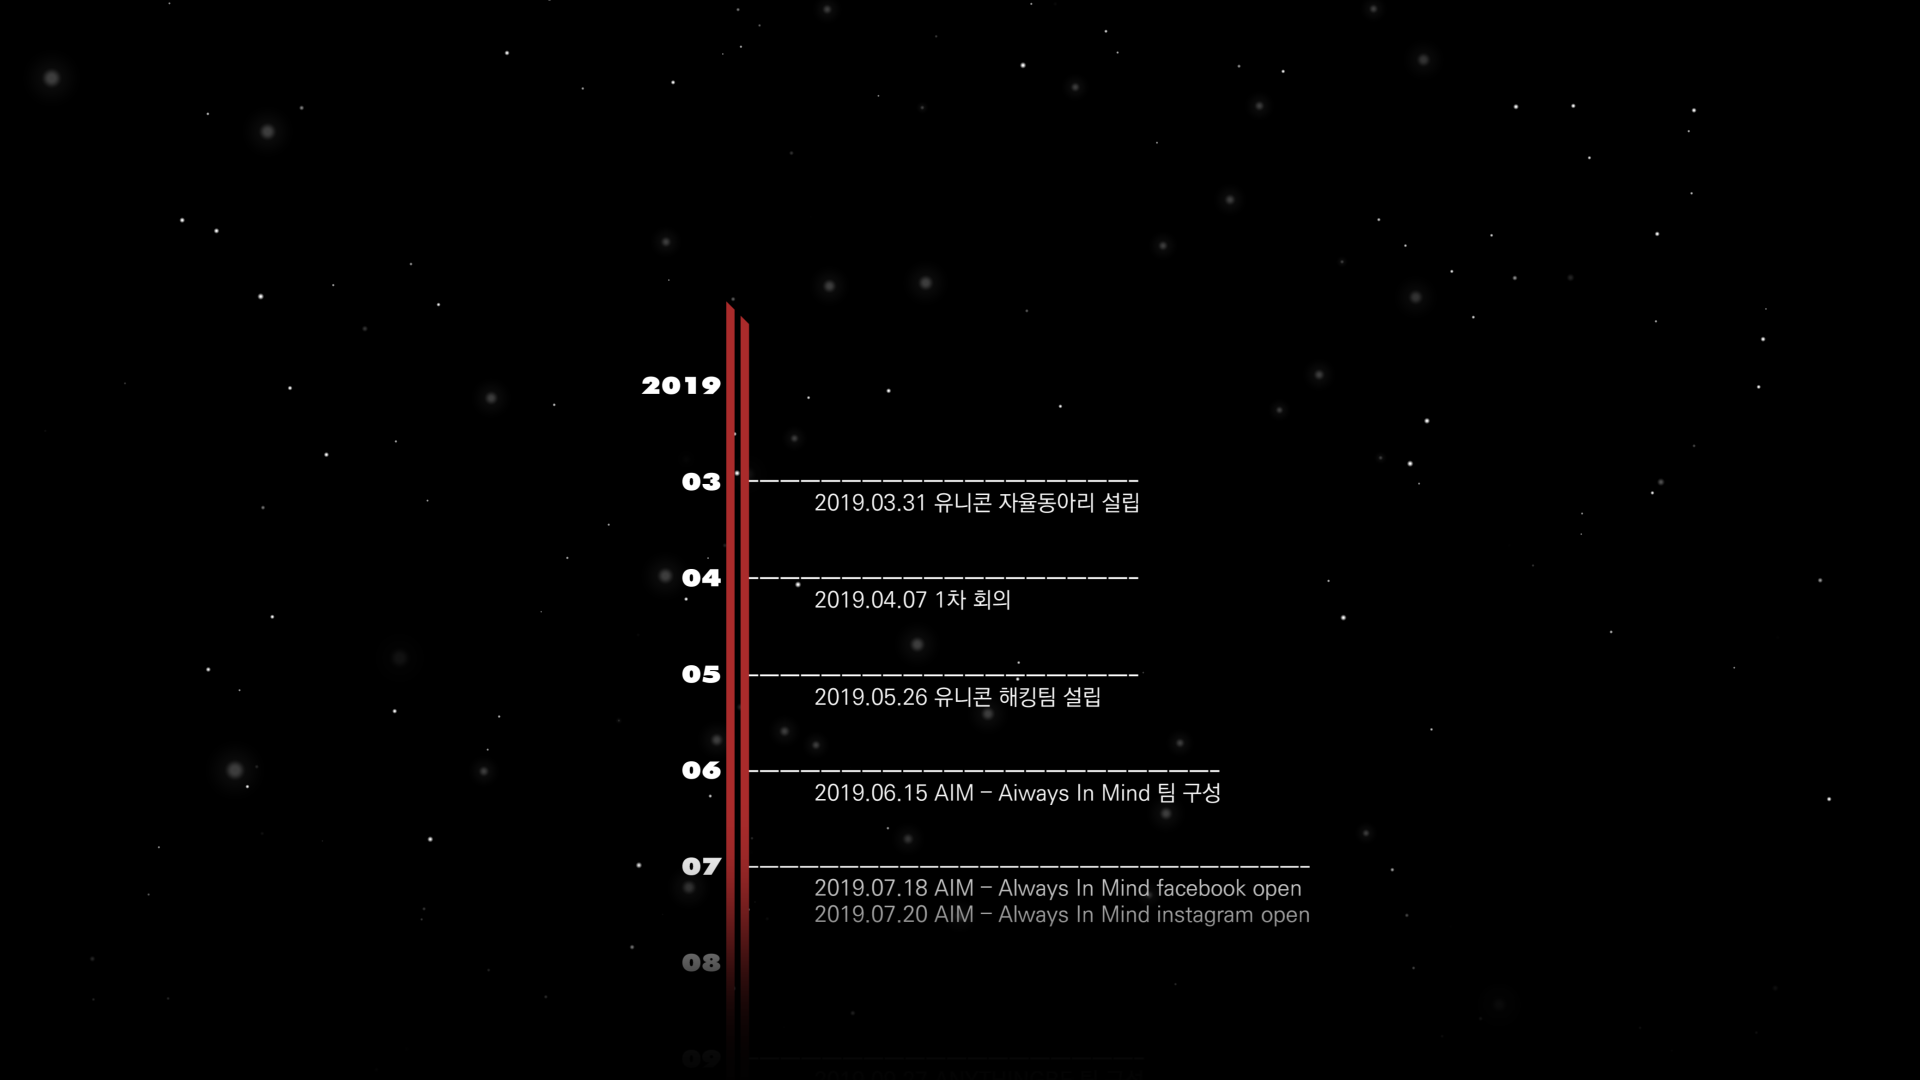 2019
03
2019.03.31 유니콘 자율동아리 설립
04
2019.04.07 1차 회의
05
2019.05.26 유니콘 해킹팀 설립
06
2019.06.15 AIM - Aiways In Mind 팀 구성
07
2019.07.18 AIM - Always In Mind facebook open
2019.07.20 AIM - Always In Mind instagram open
08
09